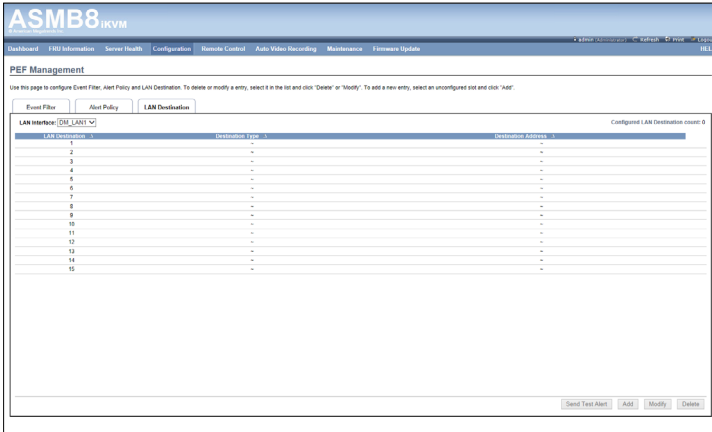 ASMB8 iKVM
admin (Administrator) Refresh Print Logou
Dashboard FRU Information Server Health Configuration Remote Control Auto Video Recording Maintenance Firmware Update HEL
PEF Management
Use this page to configure Event Filter, Alert Policy and LAN Destination. To delete or modify a entry, select it in the list and click "Delete" or "Modify". To add a new entry, select an unconfigured slot and click "Add".
Event Filter Alert Policy LAN Destination
LAN Interface: DM_LAN1 Configured LAN Destination count: 0
LAN Destination Destination Type Destination Address
1 ~ ~
2 ~ ~
3 ~ ~
4 ~ ~
5 ~ ~
6 ~ ~
7 ~ ~
8 ~ ~
9 ~ ~
10 ~ ~
11 ~ ~
12 ~ ~
13 ~ ~
14 ~ ~
15 ~ ~
Send Test Alert Add Modify Delete